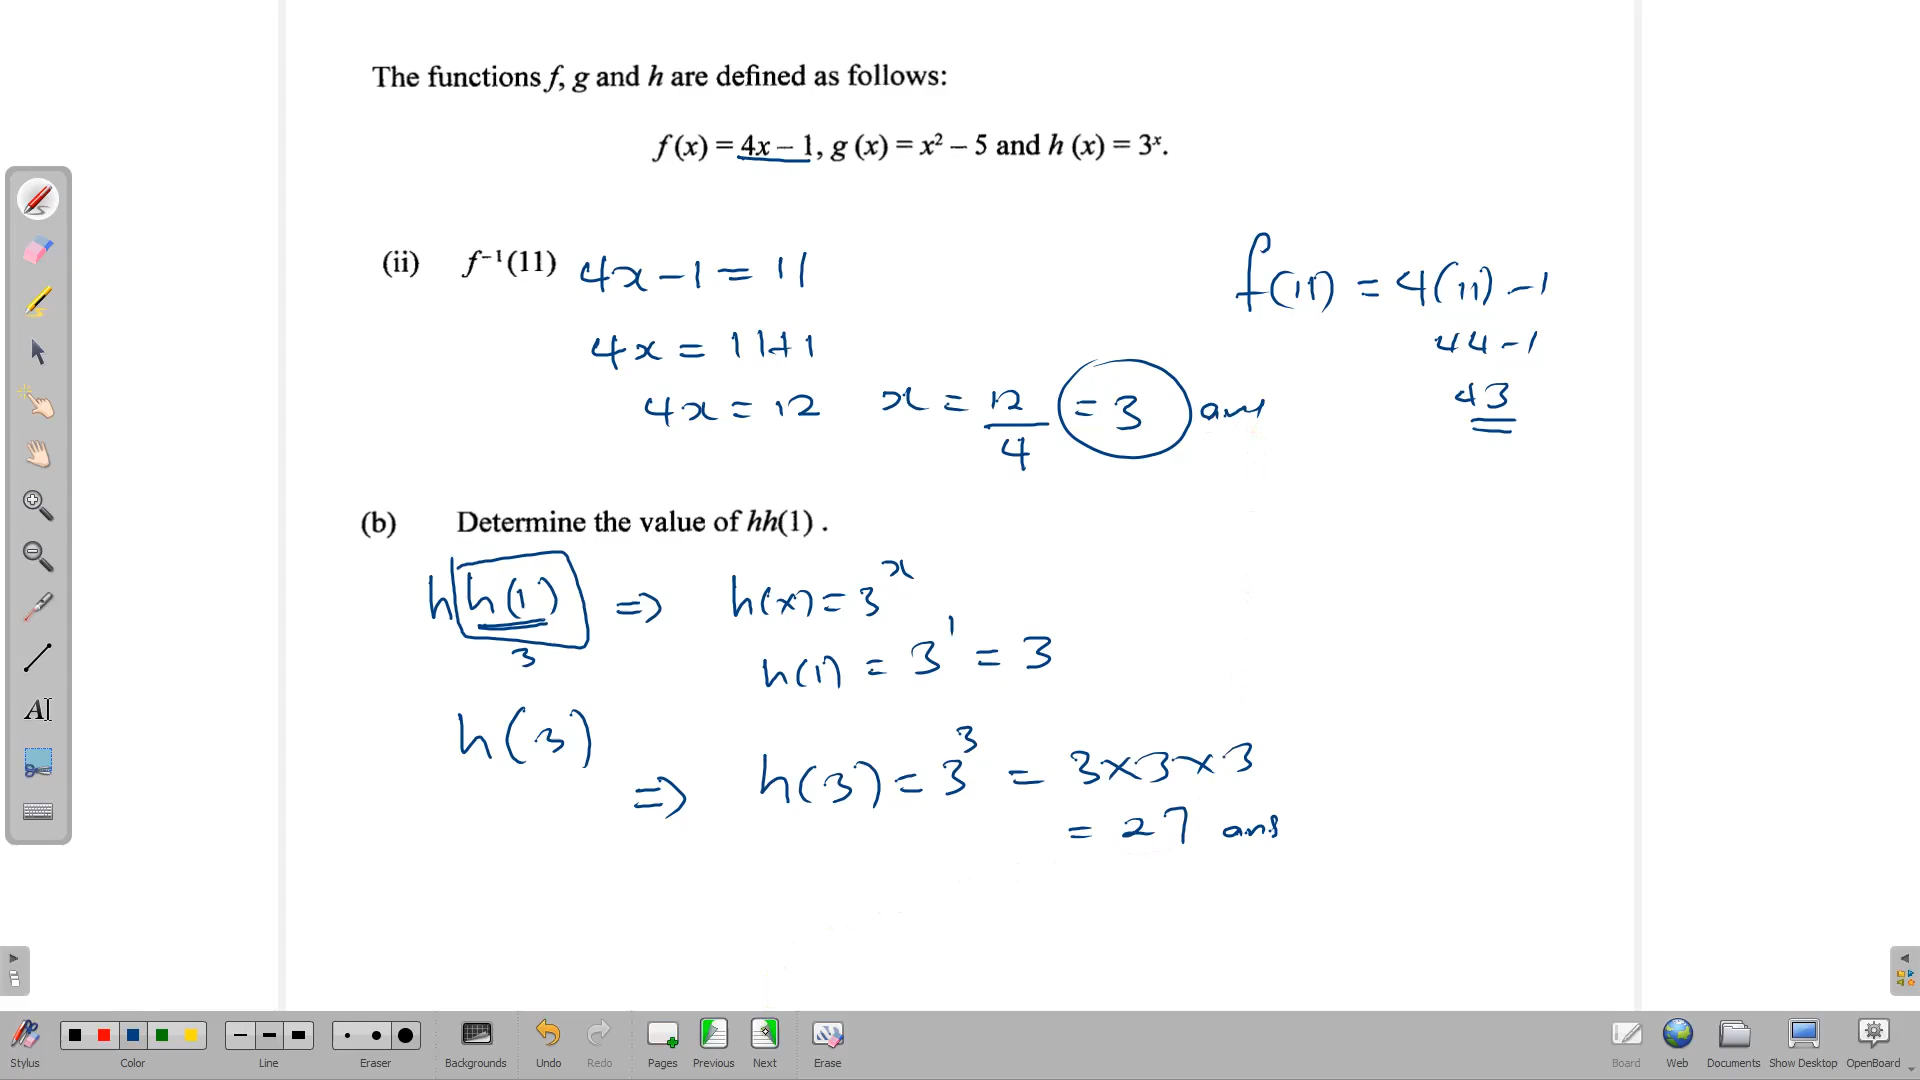 The functions f, g and h are defined as follows:
f (x) = 4x – 1, g (x) = x² – 5 and h (x) = 3ˣ.
(ii) f⁻¹(11) 4x - 1 = 11
4x = 11+1
4x = 12 x = 12/4 = 3 ans
f(11) = 4(11) - 1
44 - 1
43
(b) Determine the value of hh(1) .
h h(1) => h(x) = 3ˣ
3
h(1) = 3¹ = 3
h(3)
=> h(3) = 3³ = 3×3×3
= 27 ans
Stylus Color Line Eraser Backgrounds Undo Redo Pages Previous Next Erase Board Web Documents Show Desktop OpenBoard